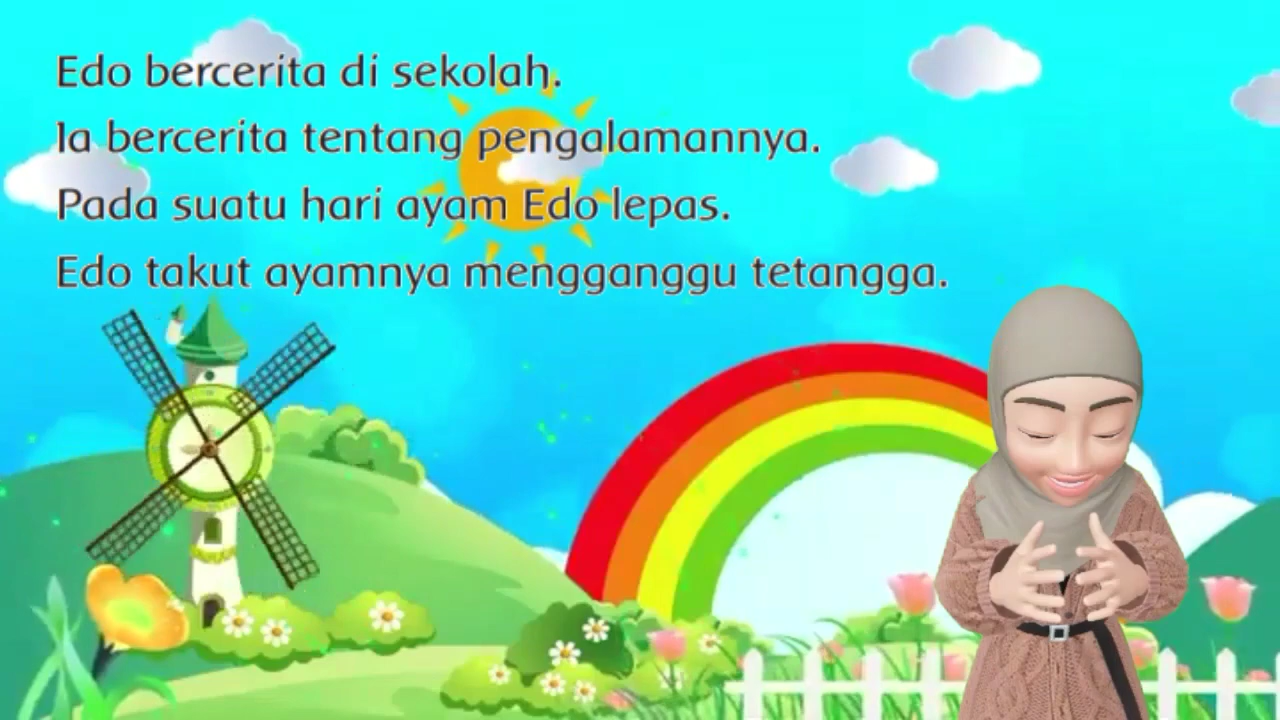 Edo bercerita di sekolah.
Ia bercerita tentang pengalamannya.
Pada suatu hari ayam Edo lepas.
Edo takut ayamnya mengganggu tetangga.